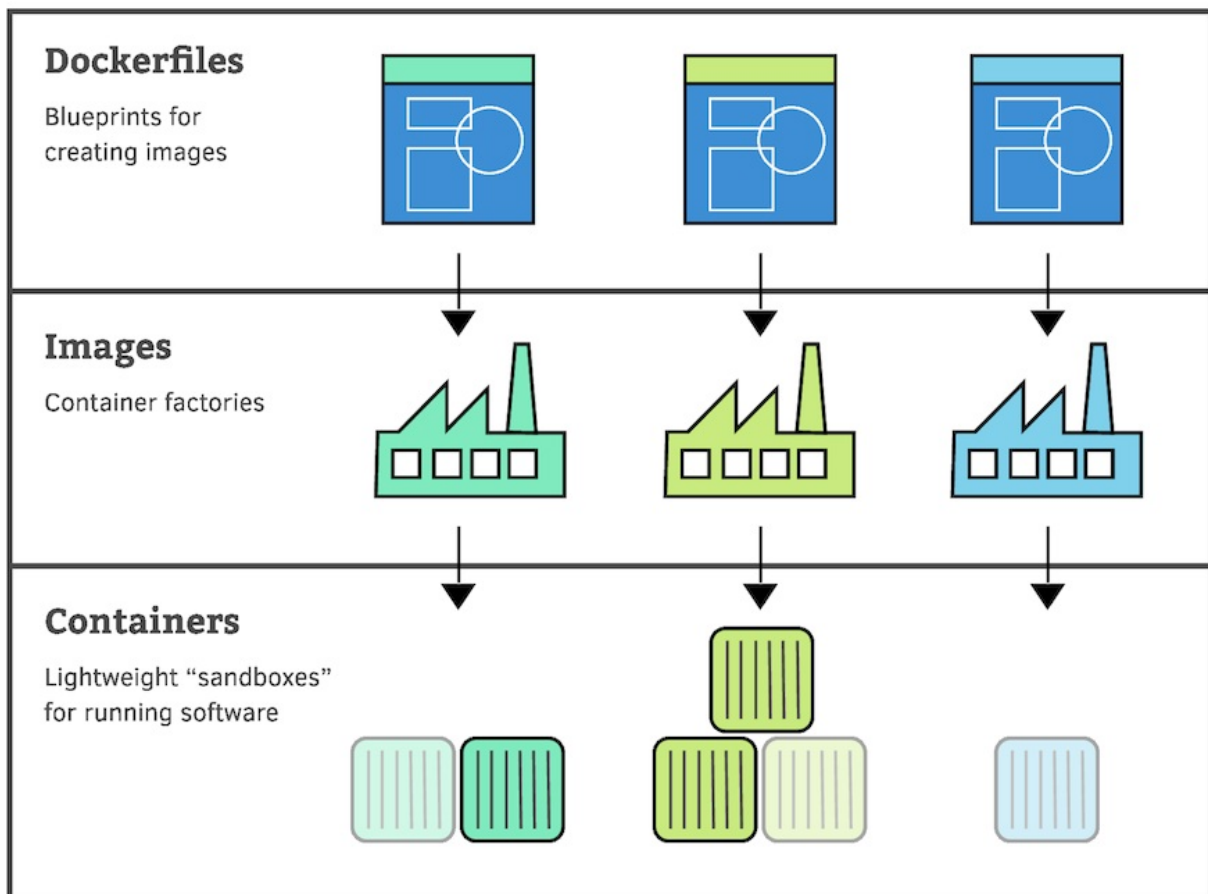 Dockerfiles
Blueprints for
creating images
Images
Container factories
Containers
Lightweight “sandboxes”
for running software